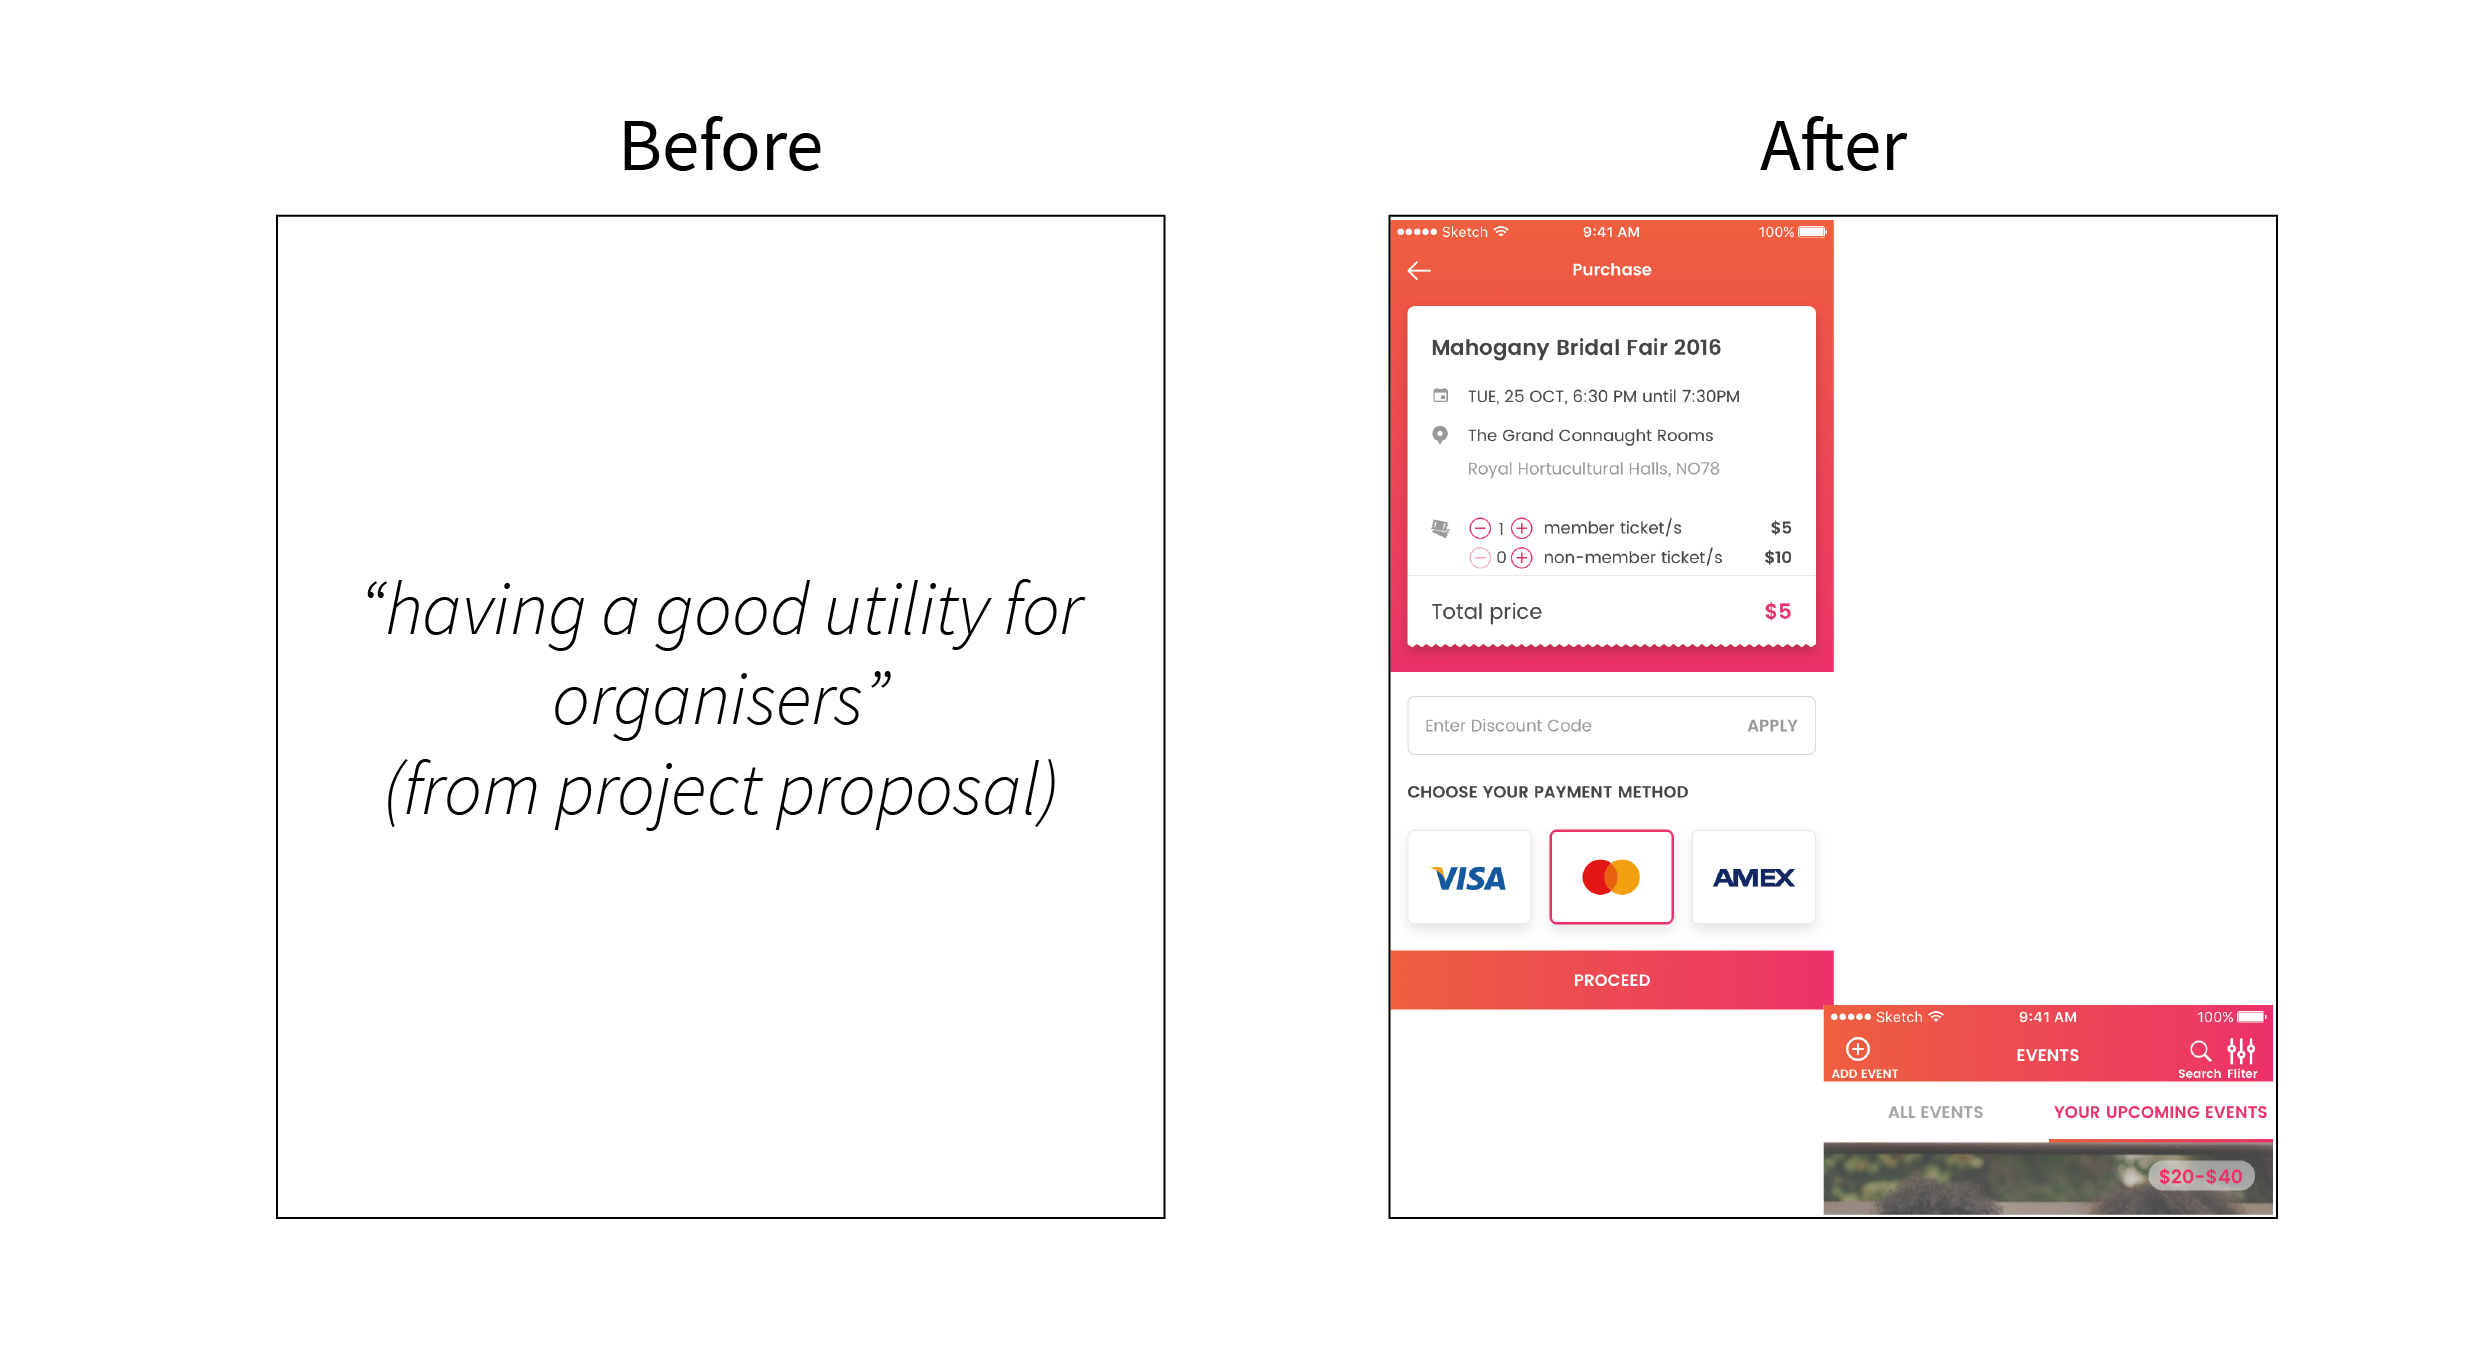 Before
After
“having a good utility for
organisers”
(from project proposal)
Sketch 9:41 AM 100%
Purchase
Mahogany Bridal Fair 2016
TUE, 25 OCT, 6:30 PM until 7:30PM
The Grand Connaught Rooms
Royal Hortucultural Halls, NO78
1 member ticket/s $5
0 non-member ticket/s $10
Total price $5
Enter Discount Code APPLY
CHOOSE YOUR PAYMENT METHOD
VISA AMEX
PROCEED
Sketch 9:41 AM 100%
EVENTS
ADD EVENT Search Fliter
ALL EVENTS YOUR UPCOMING EVENTS
$20-$40